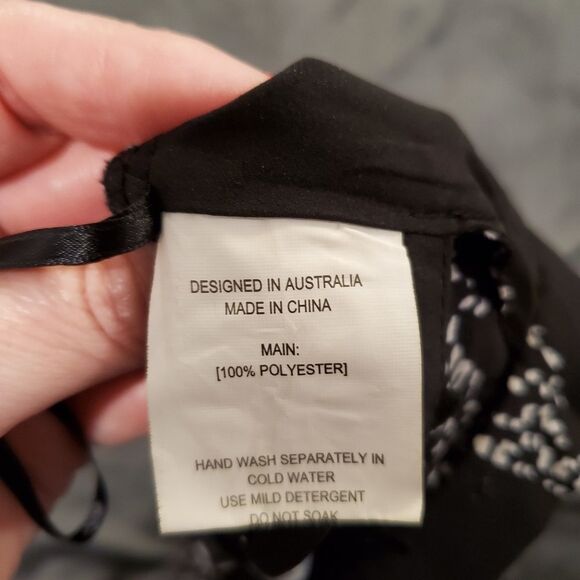 DESIGNED IN AUSTRALIA
MADE IN CHINA
MAIN:
[100% POLYESTER]
HAND WASH SEPARATELY IN
COLD WATER
USE MILD DETERGENT
DO NOT SOAK